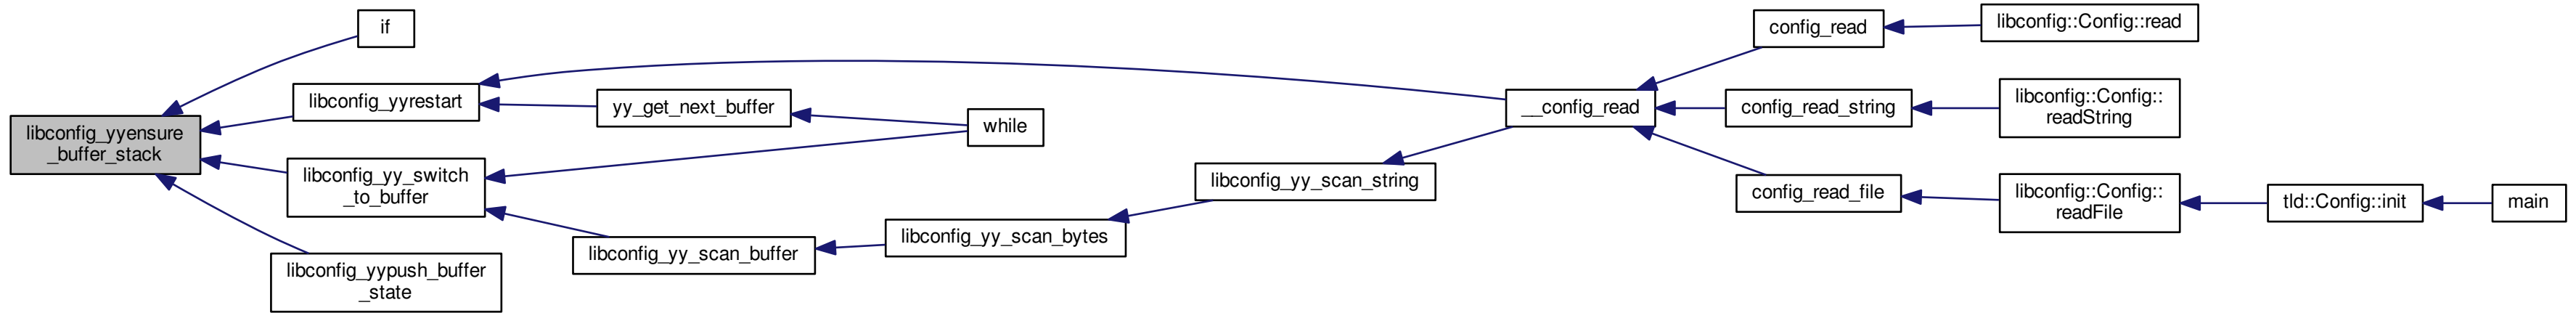 libconfig_yyensure
_buffer_stack
if
libconfig_yyrestart
libconfig_yy_switch
_to_buffer
libconfig_yypush_buffer
_state
yy_get_next_buffer
libconfig_yy_scan_buffer
while
libconfig_yy_scan_bytes
libconfig_yy_scan_string
__config_read
config_read
config_read_string
config_read_file
libconfig::Config::read
libconfig::Config::
readString
libconfig::Config::
readFile
tld::Config::init
main